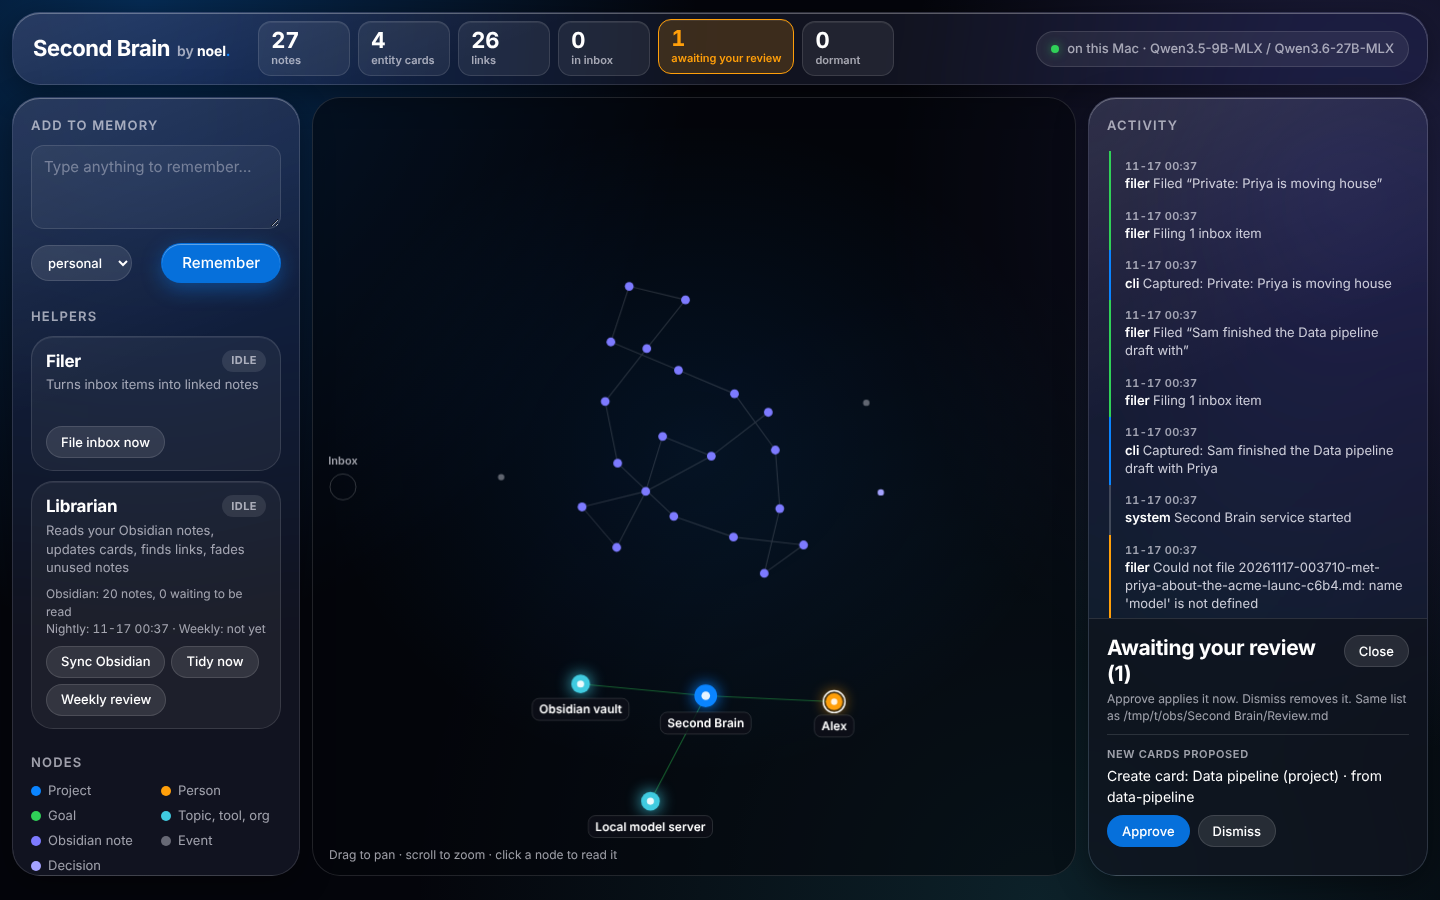 Second Brain by noel.
27
notes
4
entity cards
26
links
0
in inbox
1
awaiting your review
0
dormant
on this Mac · Qwen3.5-9B-MLX / Qwen3.6-27B-MLX
ADD TO MEMORY
Type anything to remember...
personal
Remember
HELPERS
Filer
IDLE
Turns inbox items into linked notes
File inbox now
Librarian
IDLE
Reads your Obsidian notes,
updates cards, finds links, fades
unused notes
Obsidian: 20 notes, 0 waiting to be
read
Nightly: 11-17 00:37 · Weekly: not yet
Sync Obsidian
Tidy now
Weekly review
NODES
Project
Person
Goal
Topic, tool, org
Obsidian note
Event
Decision
Inbox
Obsidian vault
Second Brain
Alex
Local model server
Drag to pan · scroll to zoom · click a node to read it
ACTIVITY
11-17 00:37
filer Filed “Private: Priya is moving house”
11-17 00:37
filer Filing 1 inbox item
11-17 00:37
cli Captured: Private: Priya is moving house
11-17 00:37
filer Filed “Sam finished the Data pipeline
draft with”
11-17 00:37
filer Filing 1 inbox item
11-17 00:37
cli Captured: Sam finished the Data pipeline
draft with Priya
11-17 00:37
system Second Brain service started
11-17 00:37
filer Could not file 20261117-003710-met-
priya-about-the-acme-launc-c6b4.md: name
'model' is not defined
Awaiting your review
(1)
Close
Approve applies it now. Dismiss removes it. Same list
as /tmp/t/obs/Second Brain/Review.md
NEW CARDS PROPOSED
Create card: Data pipeline (project) · from
data-pipeline
Approve
Dismiss